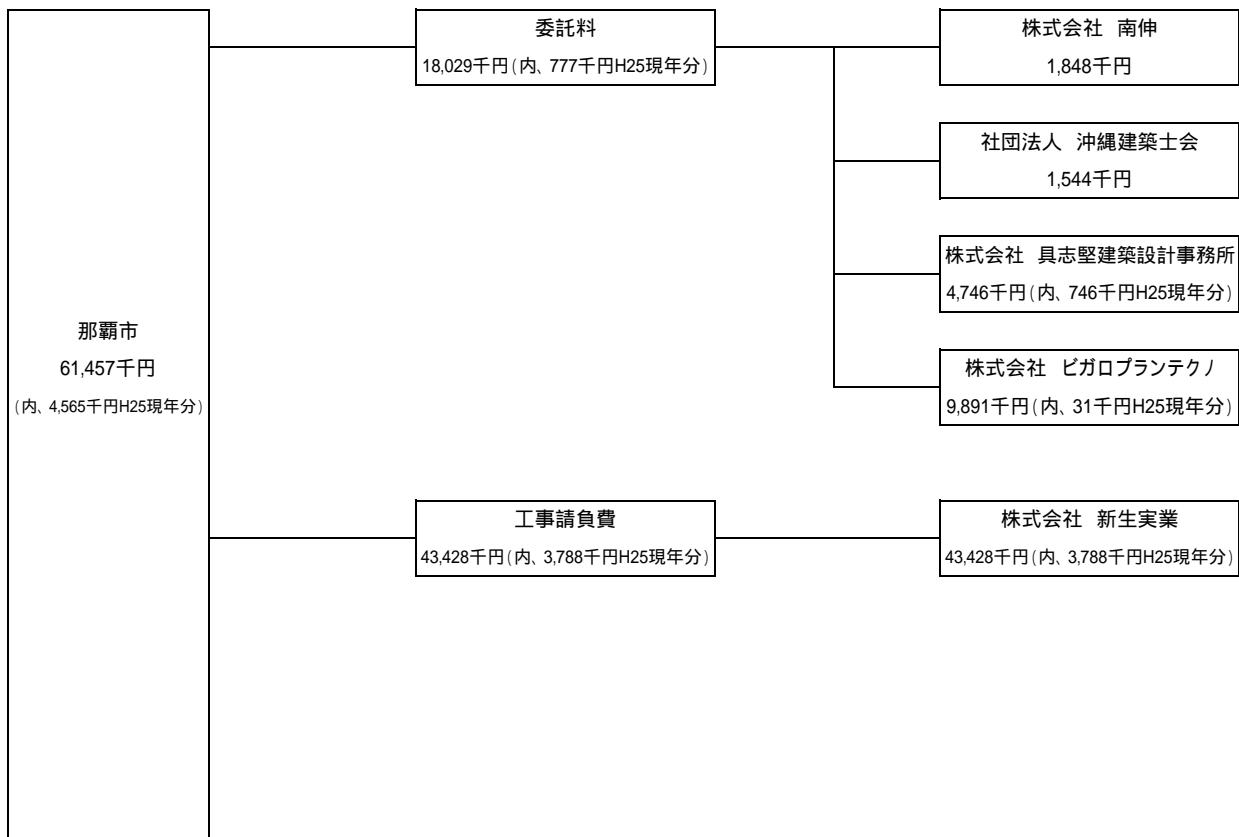 那覇市
61,457千円
(内、4,565千円H25現年分)
委託料
18,029千円(内、777千円H25現年分)
株式会社 南伸
1,848千円
社団法人 沖縄建築士会
1,544千円
株式会社 具志堅建築設計事務所
4,746千円(内、746千円H25現年分)
株式会社 ビガロプランテクノ
9,891千円(内、31千円H25現年分)
工事請負費
43,428千円(内、3,788千円H25現年分)
株式会社 新生実業
43,428千円(内、3,788千円H25現年分)